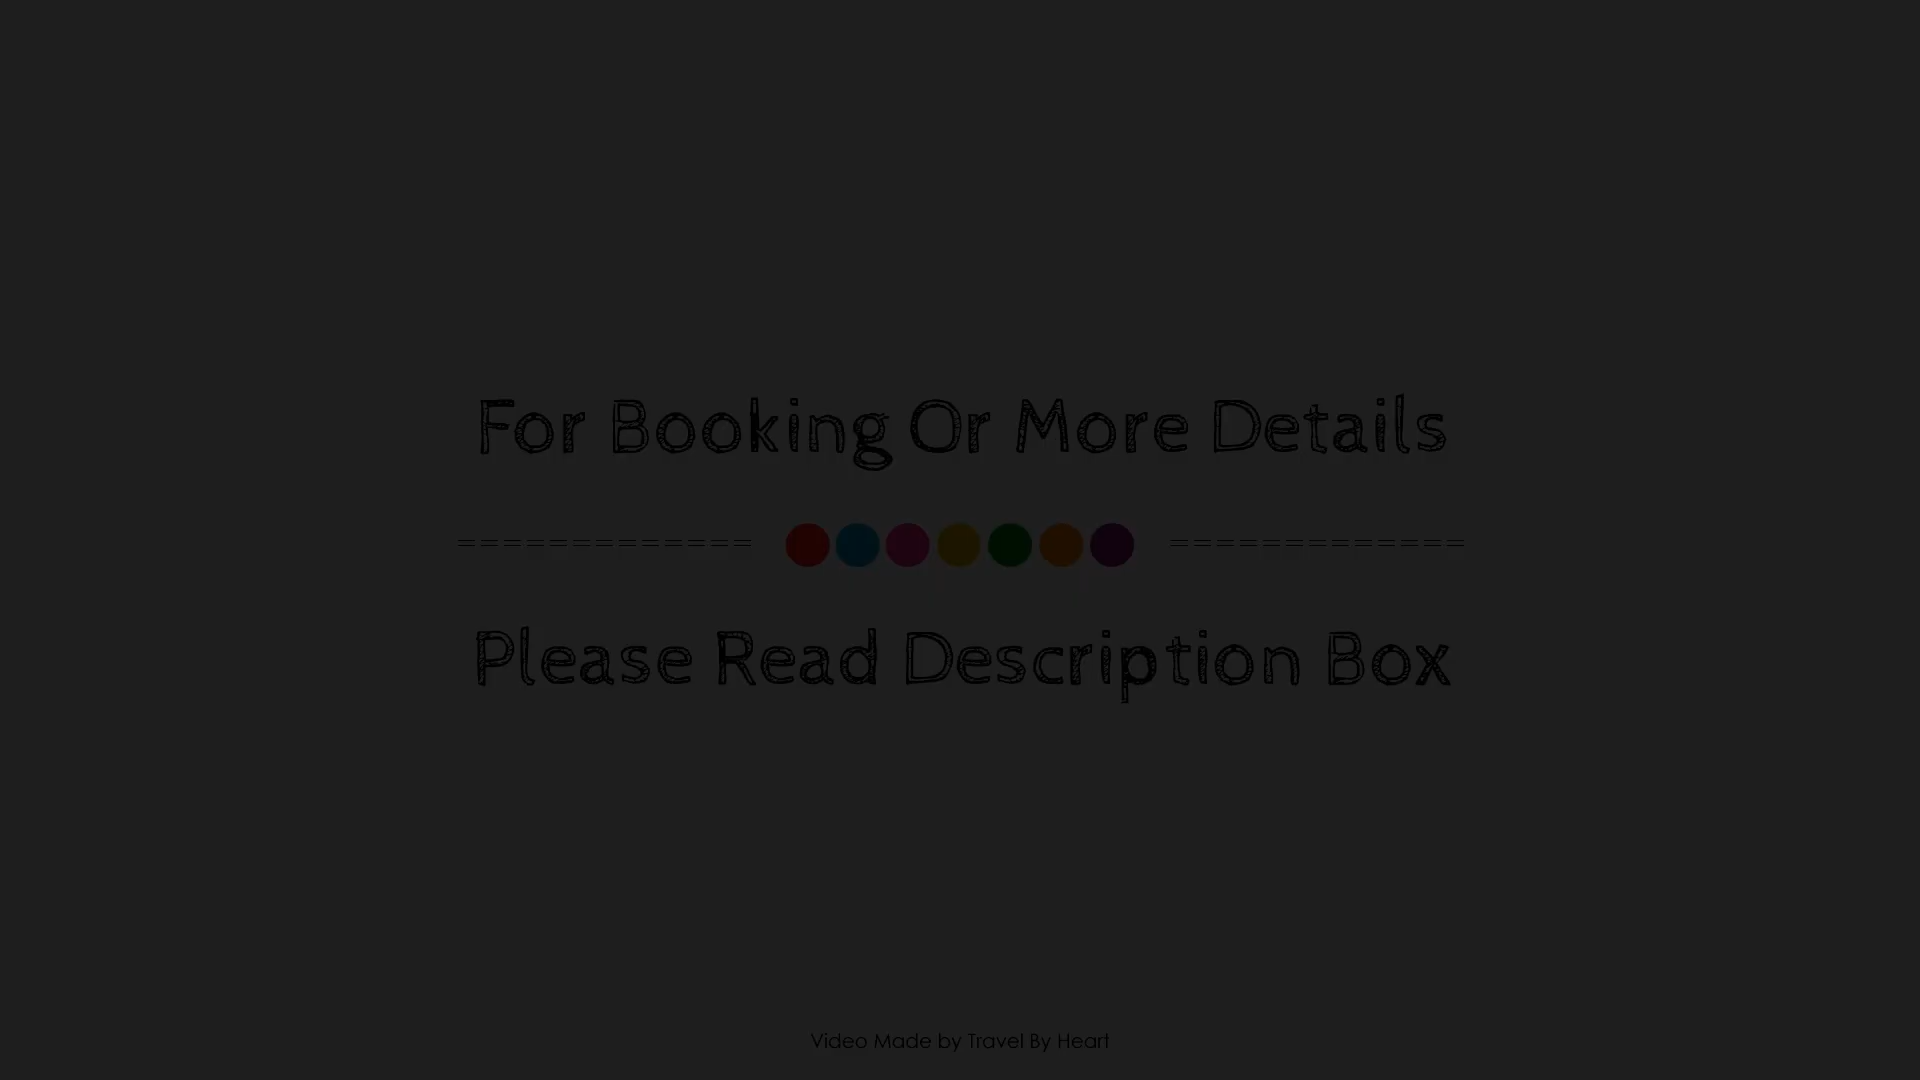 For Booking Or More Details
============= =============
Please Read Description Box
Video Made by Travel By Heart